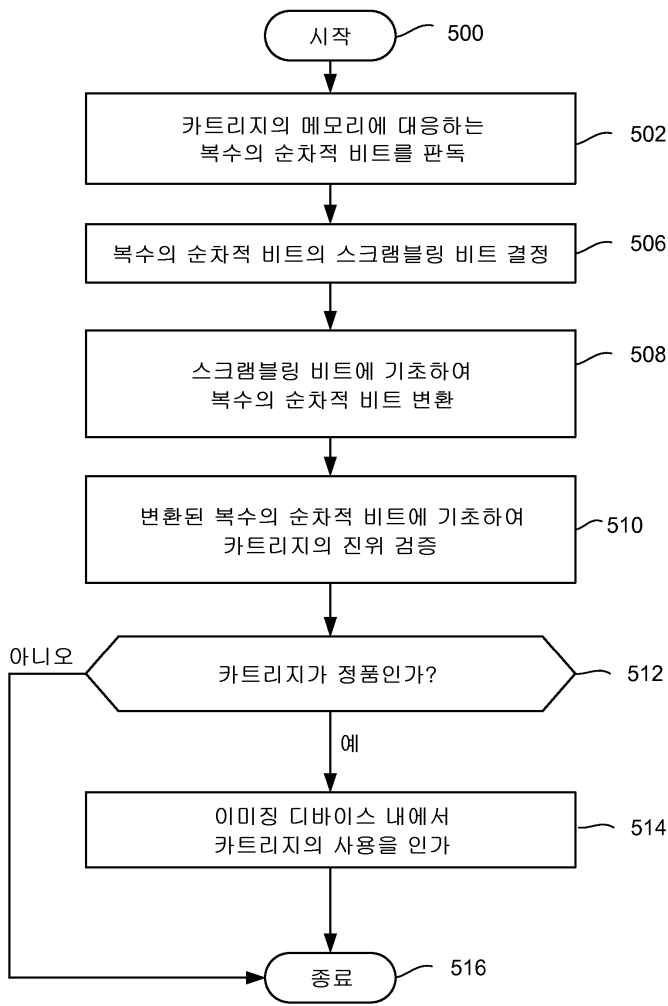 시작
500
카트리지의 메모리에 대응하는
복수의 순차적 비트를 판독
502
복수의 순차적 비트의 스크램블링 비트 결정
506
스크램블링 비트에 기초하여
복수의 순차적 비트 변환
508
변환된 복수의 순차적 비트에 기초하여
카트리지의 진위 검증
510
아니오
카트리지가 정품인가?
512
예
이미징 디바이스 내에서
카트리지의 사용을 인가
514
종료
516